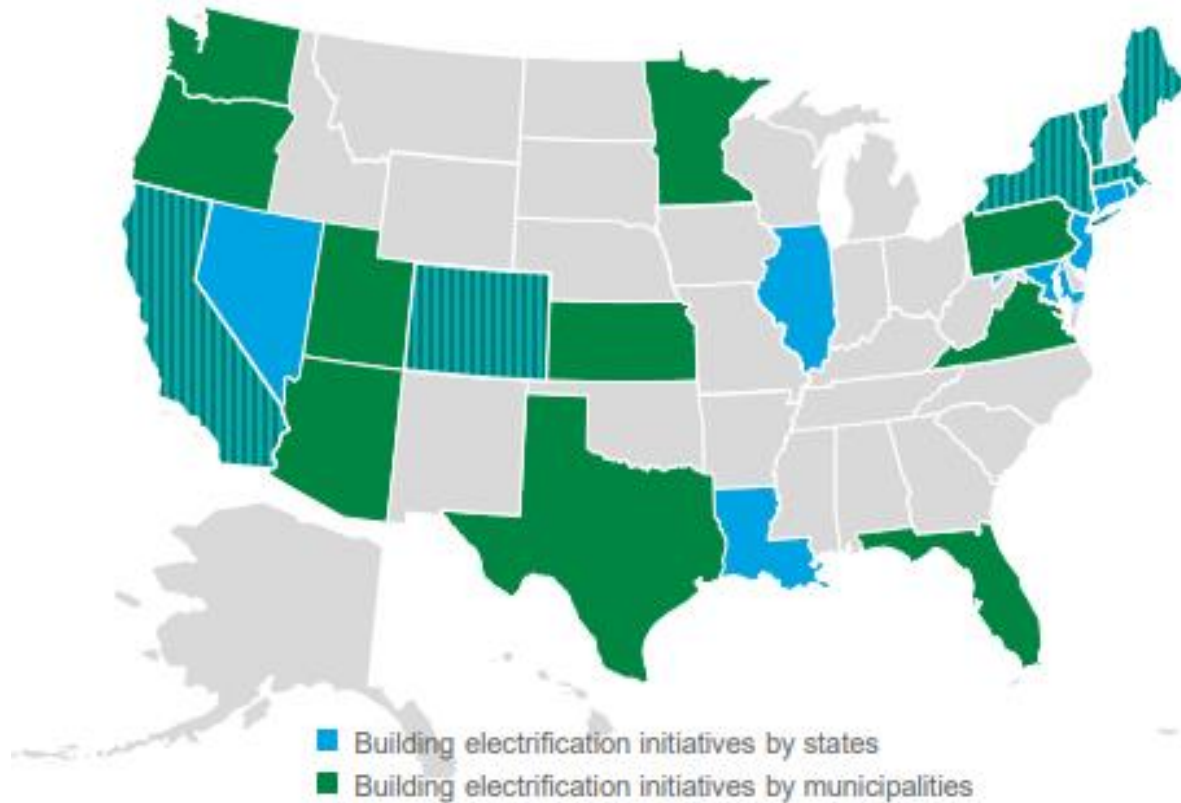 Building electrification initiatives by states
Building electrification initiatives by municipalities